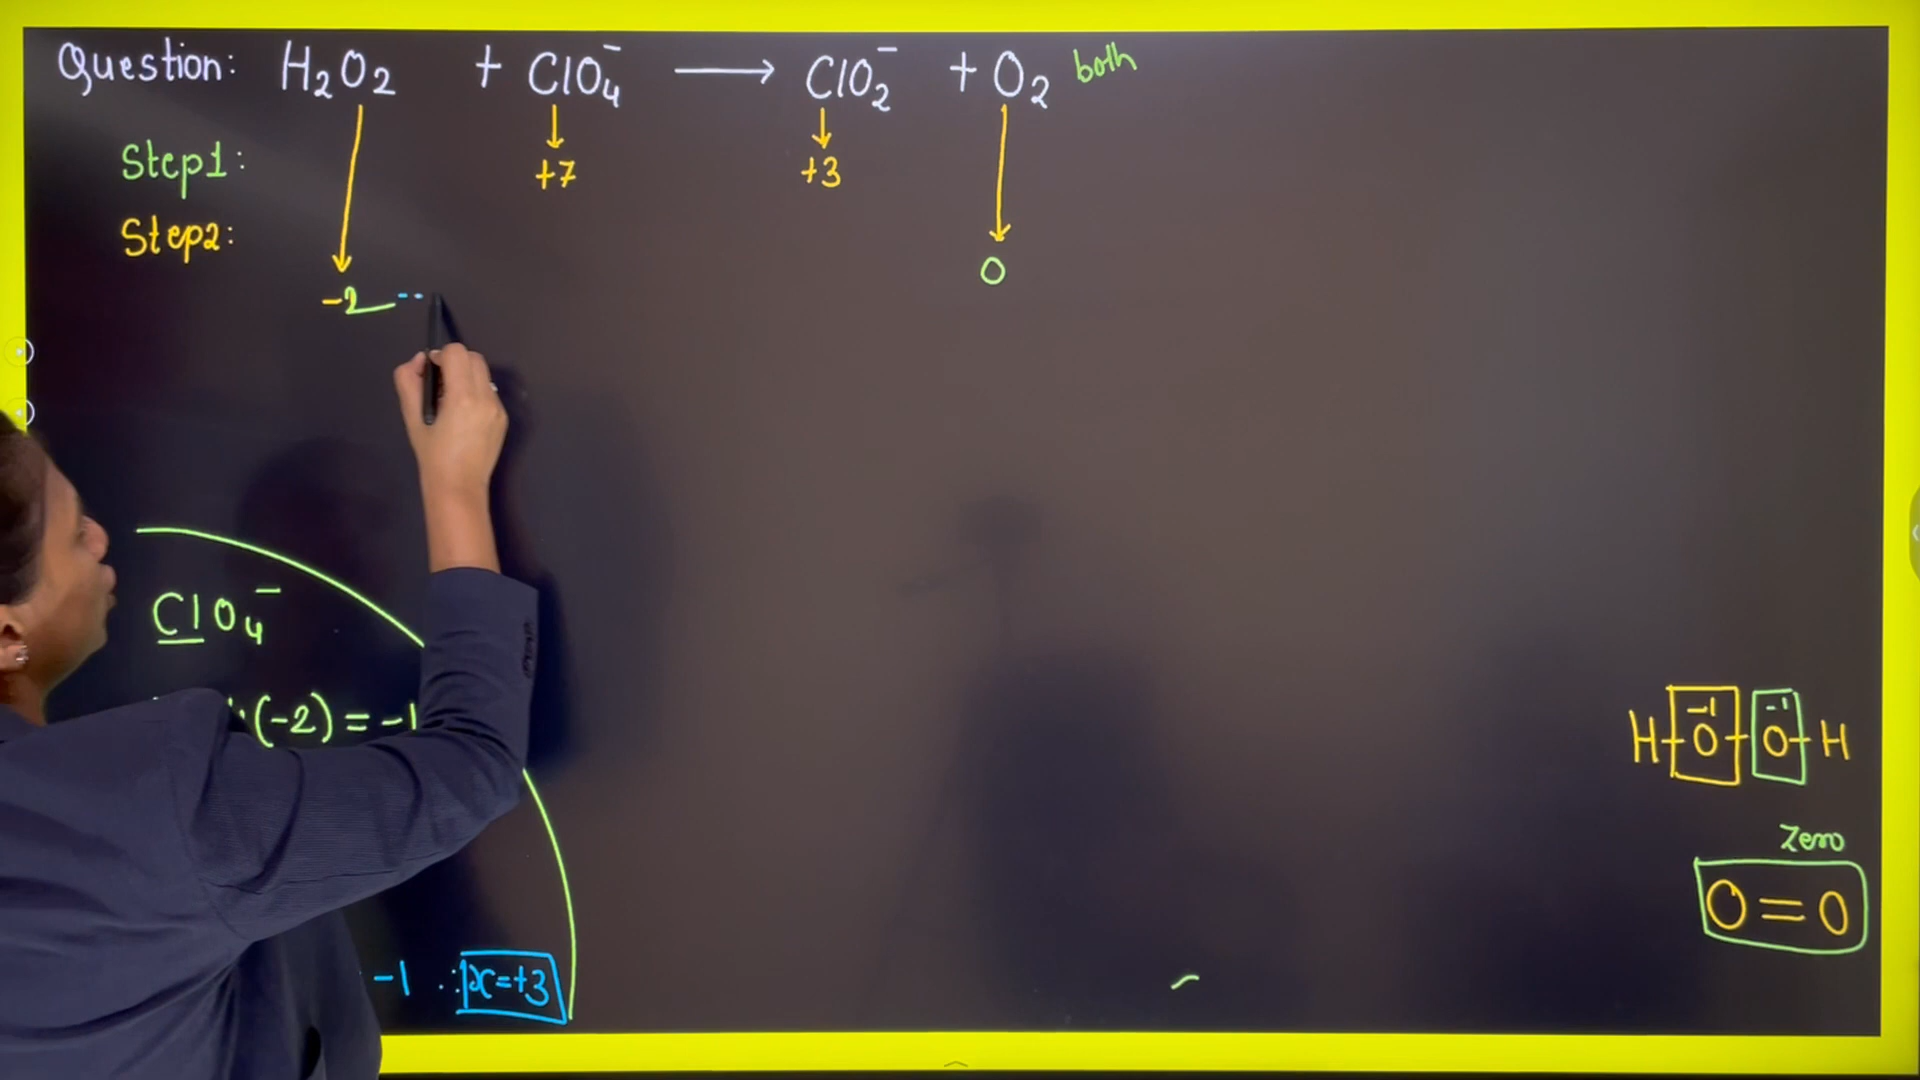 Question: H₂O₂ + ClO₄⁻ ⟶ ClO₂⁻ + O₂ both
Step1: +7 +3
Step2:
-2 0
ClO₄⁻
(-2) = -1
H-O-O-H
-1 -1
Zero
O=O
-1 ∴ x=+3